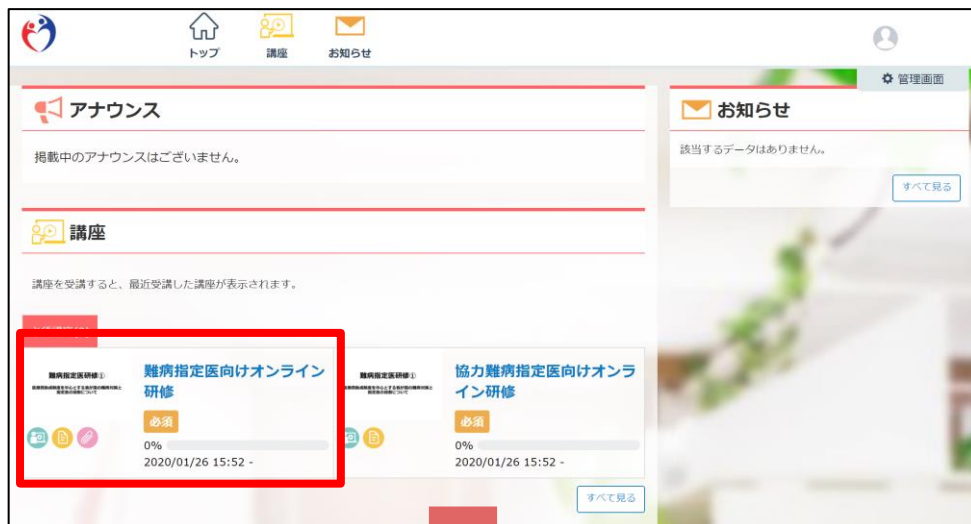 トップ
講座
お知らせ
管理画面
アナウンス
掲載中のアナウンスはございません。
お知らせ
該当するデータはありません。
すべて見る
講座
講座を受講すると、最近受講した講座が表示されます。
難病指定医研修①
難病指定医向けオンライン
研修
必須
0%
2020/01/26 15:52 -
難病指定医研修①
協力難病指定医向けオンラ
イン研修
必須
0%
2020/01/26 15:52 -
すべて見る